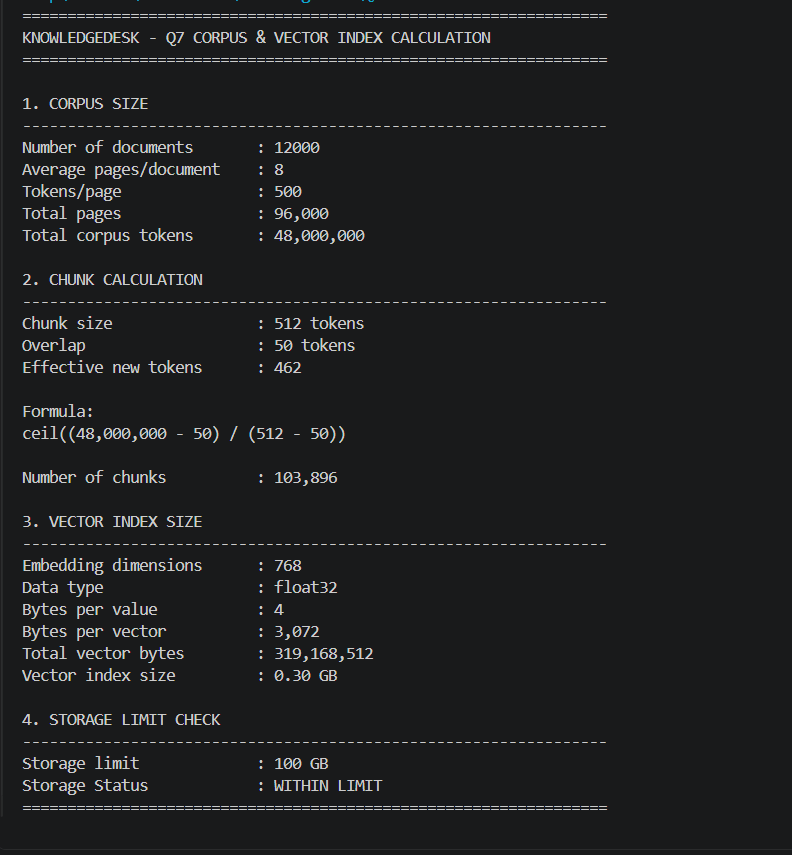 =================================================================
KNOWLEDGEDESK - Q7 CORPUS & VECTOR INDEX CALCULATION
=================================================================
1. CORPUS SIZE
-----------------------------------------------------------------
Number of documents : 12000
Average pages/document : 8
Tokens/page : 500
Total pages : 96,000
Total corpus tokens : 48,000,000
2. CHUNK CALCULATION
-----------------------------------------------------------------
Chunk size : 512 tokens
Overlap : 50 tokens
Effective new tokens : 462
Formula:
ceil((48,000,000 - 50) / (512 - 50))
Number of chunks : 103,896
3. VECTOR INDEX SIZE
-----------------------------------------------------------------
Embedding dimensions : 768
Data type : float32
Bytes per value : 4
Bytes per vector : 3,072
Total vector bytes : 319,168,512
Vector index size : 0.30 GB
4. STORAGE LIMIT CHECK
-----------------------------------------------------------------
Storage limit : 100 GB
Storage Status : WITHIN LIMIT
=================================================================